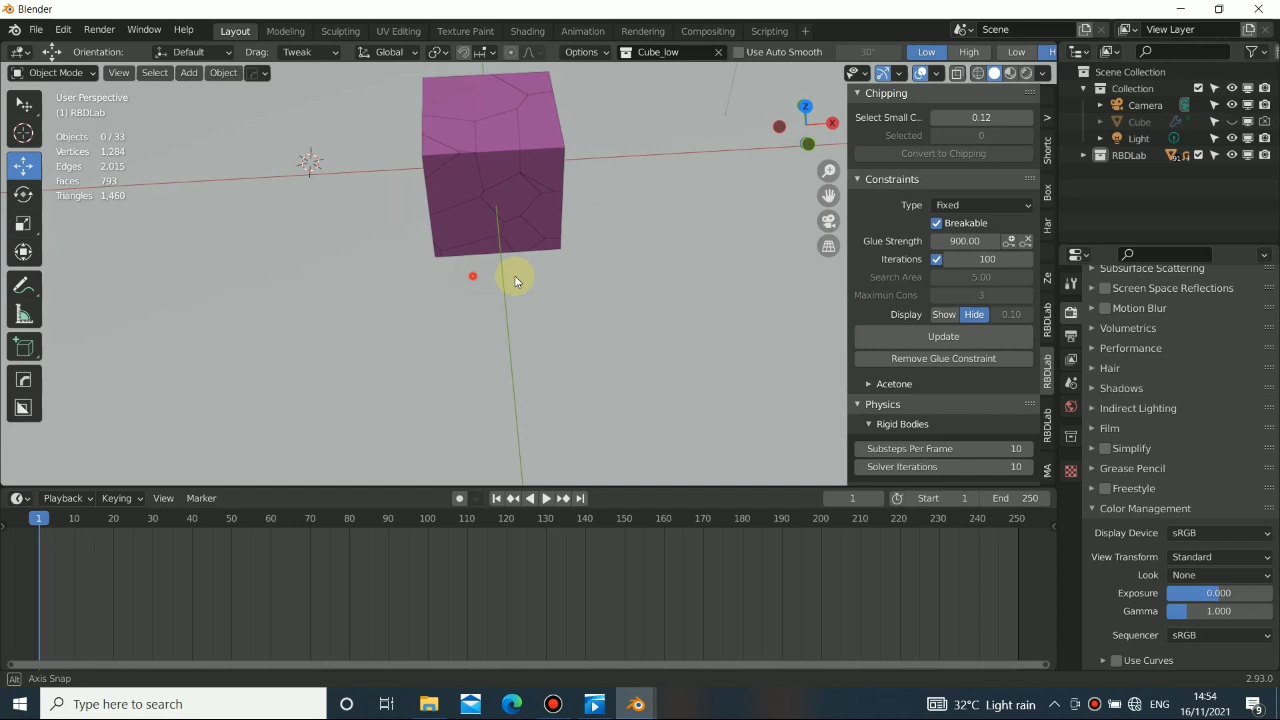 Blender
File Edit Render Window Help Layout Modeling Sculpting UV Editing Texture Paint Shading Animation Rendering Compositing Scripting + Scene View Layer
Orientation: Default Drag: Tweak Global Options Cube_low Use Auto Smooth 30° Low High Low H
Object Mode View Select Add Object
User Perspective
(1) RBDLab
Objects 0 / 33
Vertices 1,284
Edges 2,015
Faces 793
Triangles 1,460
Z
X
Chipping
Select Small C... 0.12
Selected 0
Convert to Chipping
Constraints
Type Fixed
Breakable
Glue Strength 900.00
Iterations 100
Search Area 5.00
Maximun Cons 3
Display Show Hide 0.10
Update
Remove Glue Constraint
Acetone
Physics
Rigid Bodies
Substeps Per Frame 10
Solver Iterations 10
V
Shortc
Box
Har
Ze
RBDLab
RBDLab
RBDLab
MA
Scene Collection
Collection
Camera
Cube
Light
RBDLab
Subsurface Scattering
Screen Space Reflections
Motion Blur
Volumetrics
Performance
Hair
Shadows
Indirect Lighting
Film
Simplify
Grease Pencil
Freestyle
Color Management
Display Device sRGB
View Transform Standard
Look None
Exposure 0.000
Gamma 1.000
Sequencer sRGB
Use Curves
Playback Keying View Marker 1 Start 1 End 250
1 10 20 30 40 50 60 70 80 90 100 110 120 130 140 150 160 170 180 190 200 210 220 230 240 250
Alt Axis Snap 2.93.0
Type here to search
32°C Light rain
ENG
14:54
16/11/2021
9